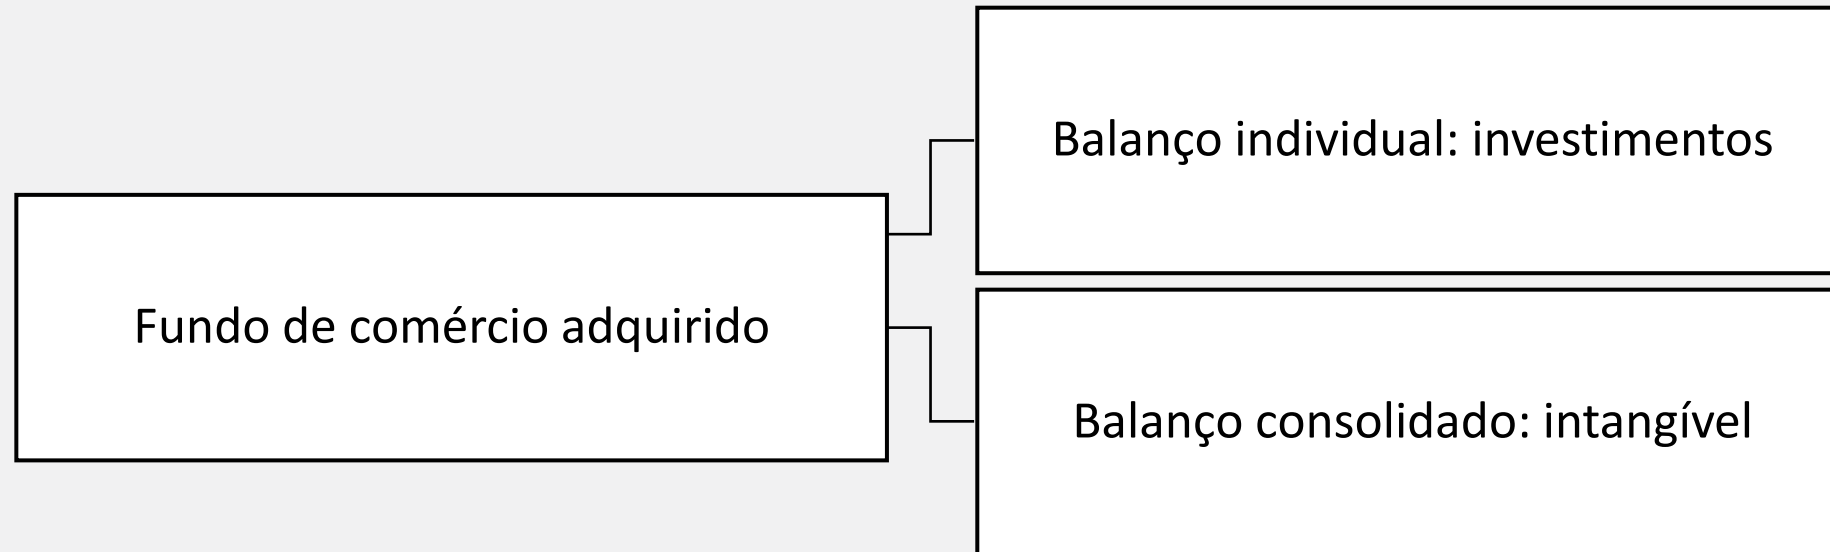 Balanço individual: investimentos
Fundo de comércio adquirido
Balanço consolidado: intangível